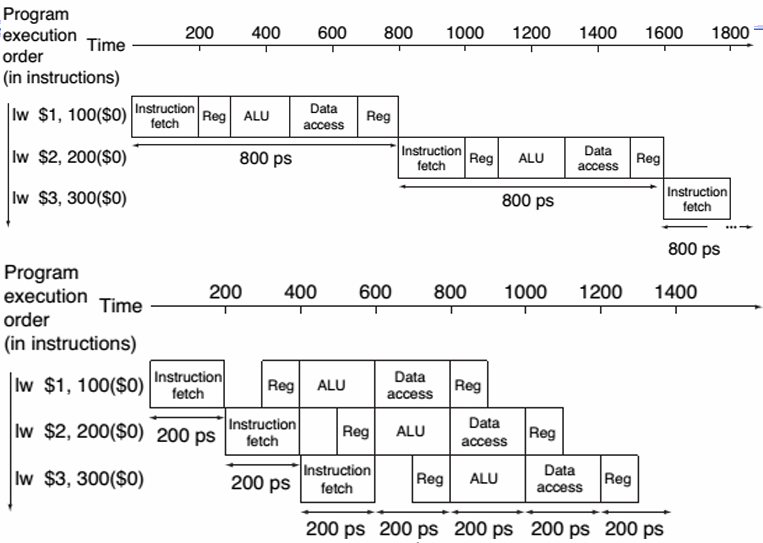 Program
execution
order
(in instructions)
Time
200 400 600 800 1000 1200 1400 1600 1800
lw $1, 100($0)
Instruction fetch Reg ALU Data access Reg
lw $2, 200($0)
800 ps
Instruction fetch Reg ALU Data access Reg
lw $3, 300($0)
800 ps
Instruction fetch
...
800 ps
Program
execution
order
(in instructions)
Time
200 400 600 800 1000 1200 1400
lw $1, 100($0)
Instruction fetch Reg ALU Data access Reg
lw $2, 200($0)
200 ps
Instruction fetch Reg ALU Data access Reg
lw $3, 300($0)
200 ps
Instruction fetch Reg ALU Data access Reg
200 ps 200 ps 200 ps 200 ps 200 ps